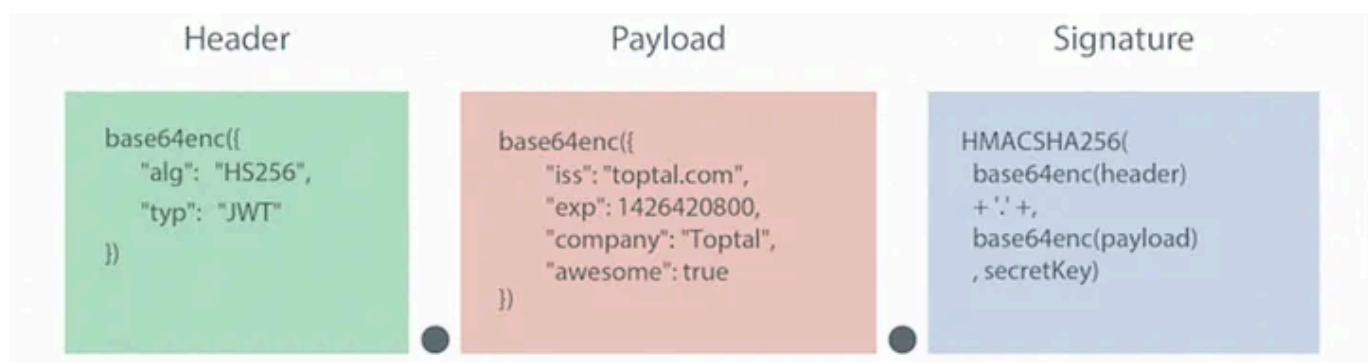 Header
base64enc({
"alg": "HS256",
"typ": "JWT"
})
Payload
base64enc({
"iss": "toptal.com",
"exp": 1426420800,
"company": "Toptal",
"awesome": true
})
Signature
HMACSHA256(
base64enc(header)
+ '.' +,
base64enc(payload)
, secretKey)